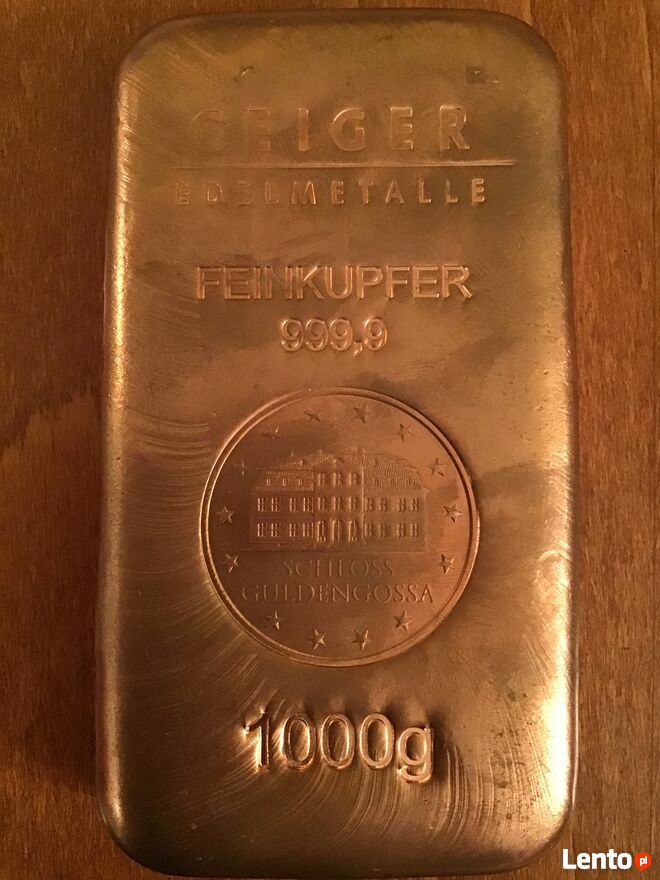 GEIGER
EDELMETALLE
FEINKUPFER
999,9
SCHLOSS
GULDENGOSSA
1000g
Lento.pl